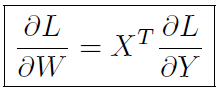 ∂L/∂W = X^T ∂L/∂Y